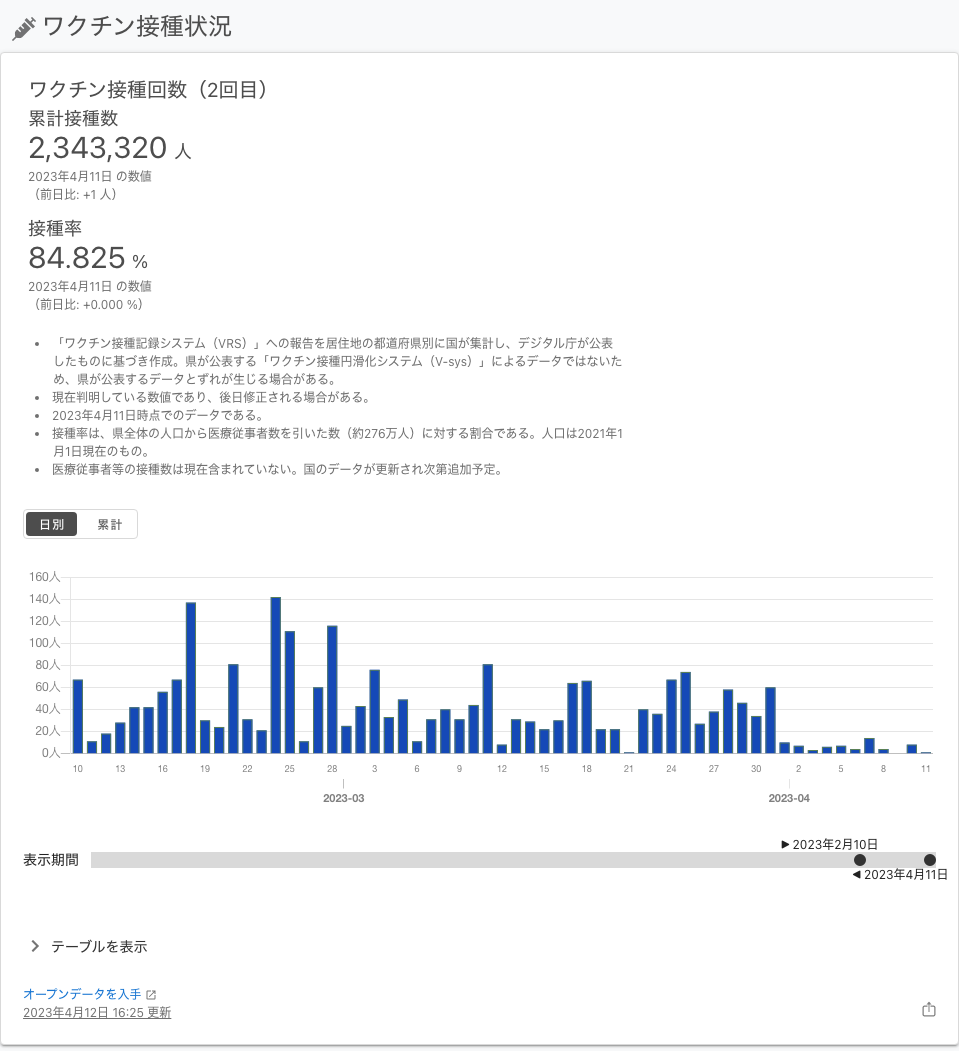 ワクチン接種状況
ワクチン接種回数（2回目）
累計接種数
2,343,320 人
2023年4月11日 の数値
（前日比: +1 人）
接種率
84.825 %
2023年4月11日 の数値
（前日比: +0.000 %）
• 「ワクチン接種記録システム（VRS）」への報告を居住地の都道府県別に国が集計し、デジタル庁が公表
したものに基づき作成。県が公表する「ワクチン接種円滑化システム（V-sys）」によるデータではないた
め、県が公表するデータとずれが生じる場合がある。
• 現在判明している数値であり、後日修正される場合がある。
• 2023年4月11日時点でのデータである。
• 接種率は、県全体の人口から医療従事者数を引いた数（約276万人）に対する割合である。人口は2021年1
月1日現在のもの。
• 医療従事者等の接種数は現在含まれていない。国のデータが更新され次第追加予定。
日別 累計
160人
140人
120人
100人
80人
60人
40人
20人
0人
10 13 16 19 22 25 28 3 6 9 12 15 18 21 24 27 30 2 5 8 11
2023-03 2023-04
▶ 2023年2月10日
表示期間
◀ 2023年4月11日
テーブルを表示
オープンデータを入手
2023年4月12日 16:25 更新